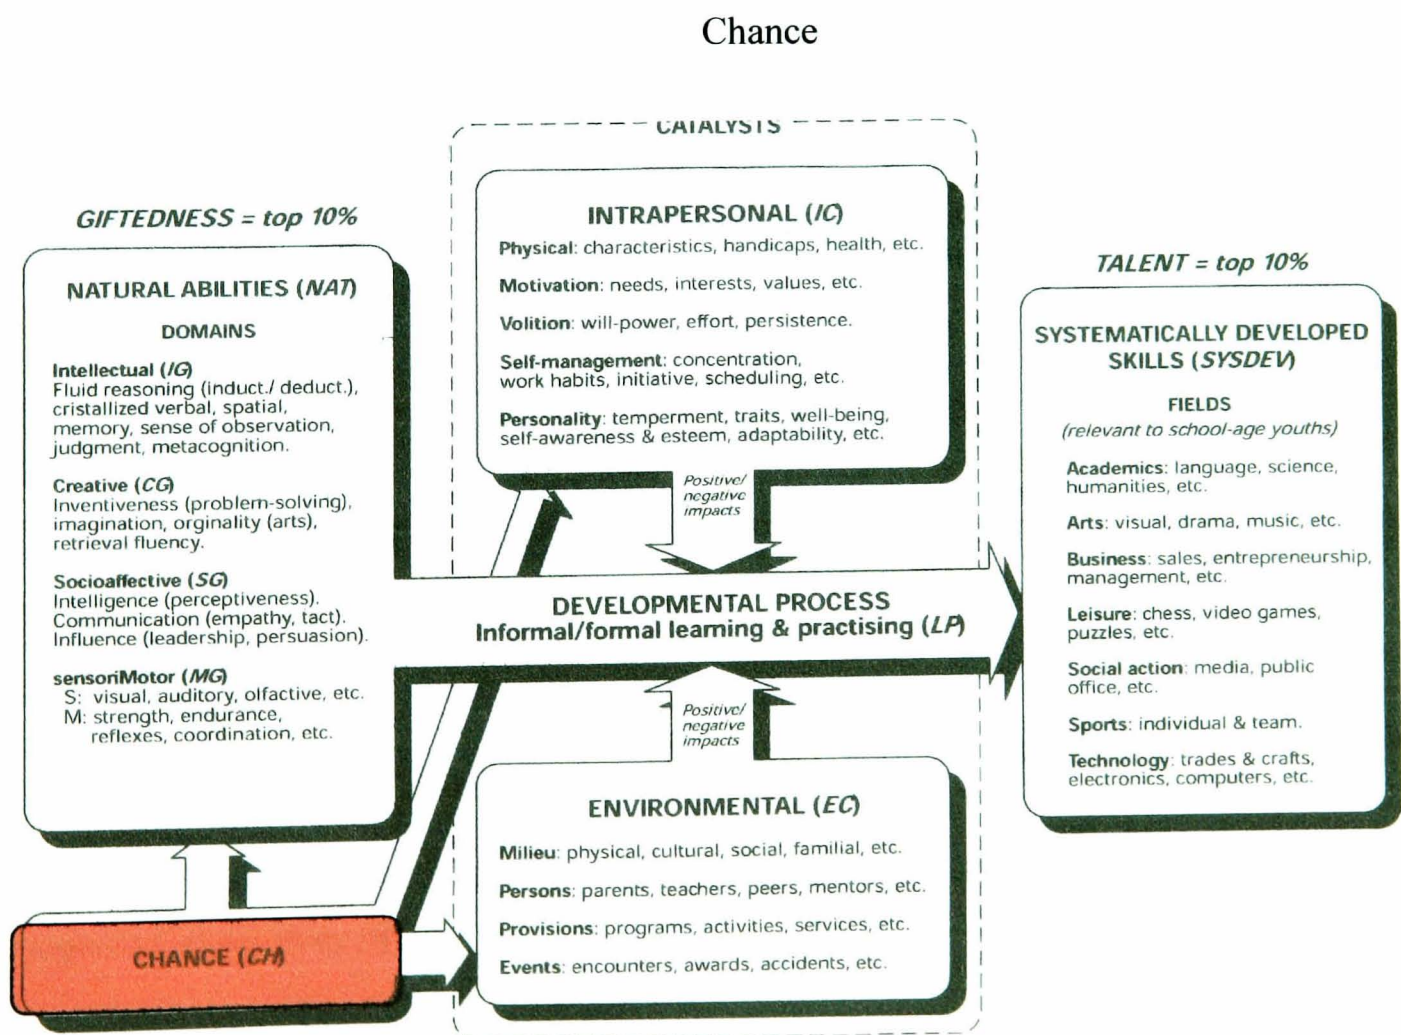 Chance
CATALYSTS
GIFTEDNESS = top 10%
NATURAL ABILITIES (NAT)
DOMAINS
Intellectual (IG)
Fluid reasoning (induct./ deduct.),
cristallized verbal, spatial,
memory, sense of observation,
judgment, metacognition.
Creative (CG)
Inventiveness (problem-solving),
imagination, orginality (arts),
retrieval fluency.
Socioaffective (SG)
Intelligence (perceptiveness).
Communication (empathy, tact).
Influence (leadership, persuasion).
sensoriMotor (MG)
S: visual, auditory, olfactive, etc.
M: strength, endurance,
reflexes, coordination, etc.
CHANCE (CH)
INTRAPERSONAL (IC)
Physical: characteristics, handicaps, health, etc.
Motivation: needs, interests, values, etc.
Volition: will-power, effort, persistence.
Self-management: concentration,
work habits, initiative, scheduling, etc.
Personality: temperment, traits, well-being,
self-awareness & esteem, adaptability, etc.
Positive/
negative
impacts
DEVELOPMENTAL PROCESS
Informal/formal learning & practising (LP)
Positive/
negative
impacts
ENVIRONMENTAL (EC)
Milieu: physical, cultural, social, familial, etc.
Persons: parents, teachers, peers, mentors, etc.
Provisions: programs, activities, services, etc.
Events: encounters, awards, accidents, etc.
TALENT = top 10%
SYSTEMATICALLY DEVELOPED
SKILLS (SYSDEV)
FIELDS
(relevant to school-age youths)
Academics: language, science,
humanities, etc.
Arts: visual, drama, music, etc.
Business: sales, entrepreneurship,
management, etc.
Leisure: chess, video games,
puzzles, etc.
Social action: media, public
office, etc.
Sports: individual & team.
Technology: trades & crafts,
electronics, computers, etc.